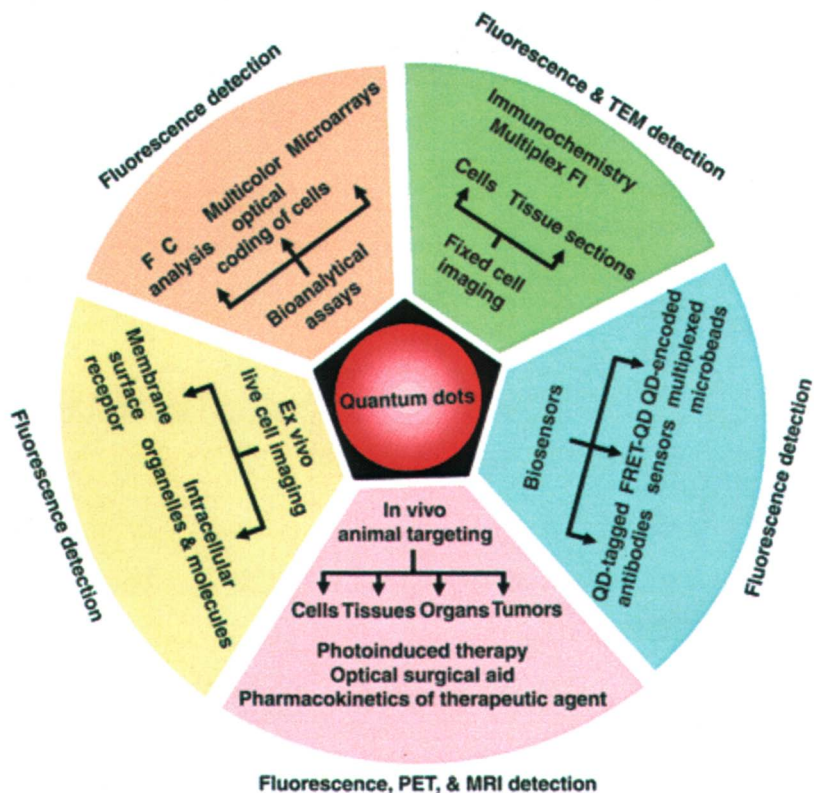 Fluorescence detection
F C
analysis
Multicolor
optical
coding of cells
Microarrays
Bioanalytical
assays
Fluorescence & TEM detection
Immunochemistry
Multiplex FI
Cells
Tissue sections
Fixed cell
imaging
Fluorescence detection
Biosensors
QD-encoded
multiplexed
microbeads
FRET-QD
sensors
QD-tagged
antibodies
Fluorescence, PET, & MRI detection
In vivo
animal targeting
Cells Tissues Organs Tumors
Photoinduced therapy
Optical surgical aid
Pharmacokinetics of therapeutic agent
Fluorescence detection
Ex vivo
live cell imaging
Membrane
surface
receptor
Intracellular
organelles & molecules
Quantum dots